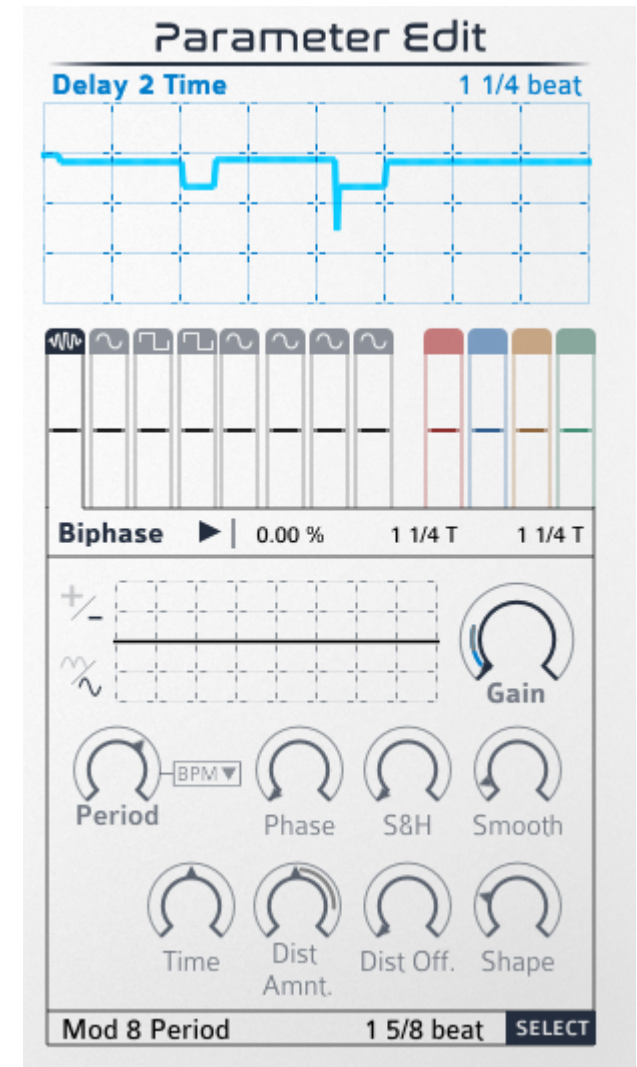 Parameter Edit
Delay 2 Time 1 1/4 beat
Biphase 0.00 % 1 1/4 T 1 1/4 T
+/-
Gain
BPM
Period Phase S&H Smooth
Time Dist Amnt. Dist Off. Shape
Mod 8 Period 1 5/8 beat SELECT